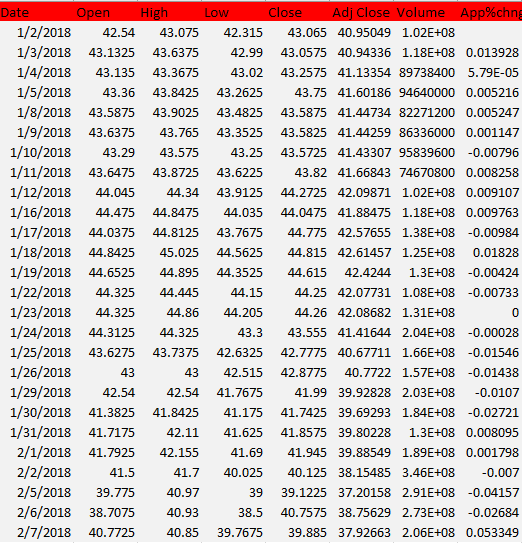 Date Open High Low Close Adj Close Volume App%chng
1/2/2018 42.54 43.075 42.315 43.065 40.95049 1.02E+08
1/3/2018 43.1325 43.6375 42.99 43.0575 40.94336 1.18E+08 0.013928
1/4/2018 43.135 43.3675 43.02 43.2575 41.13354 89738400 5.79E-05
1/5/2018 43.36 43.8425 43.2625 43.75 41.60186 94640000 0.005216
1/8/2018 43.5875 43.9025 43.4825 43.5875 41.44734 82271200 0.005247
1/9/2018 43.6375 43.765 43.3525 43.5825 41.44259 86336000 0.001147
1/10/2018 43.29 43.575 43.25 43.5725 41.43307 95839600 -0.00796
1/11/2018 43.6475 43.8725 43.6225 43.82 41.66843 74670800 0.008258
1/12/2018 44.045 44.34 43.9125 44.2725 42.09871 1.02E+08 0.009107
1/16/2018 44.475 44.8475 44.035 44.0475 41.88475 1.18E+08 0.009763
1/17/2018 44.0375 44.8125 43.7675 44.775 42.57655 1.38E+08 -0.00984
1/18/2018 44.8425 45.025 44.5625 44.815 42.61457 1.25E+08 0.01828
1/19/2018 44.6525 44.895 44.3525 44.615 42.4244 1.3E+08 -0.00424
1/22/2018 44.325 44.445 44.15 44.25 42.07731 1.08E+08 -0.00733
1/23/2018 44.325 44.86 44.205 44.26 42.08682 1.31E+08 0
1/24/2018 44.3125 44.325 43.3 43.555 41.41644 2.04E+08 -0.00028
1/25/2018 43.6275 43.7375 42.6325 42.7775 40.67711 1.66E+08 -0.01546
1/26/2018 43 43 42.515 42.8775 40.7722 1.57E+08 -0.01438
1/29/2018 42.54 42.54 41.7675 41.99 39.92828 2.03E+08 -0.0107
1/30/2018 41.3825 41.8425 41.175 41.7425 39.69293 1.84E+08 -0.02721
1/31/2018 41.7175 42.11 41.625 41.8575 39.80228 1.3E+08 0.008095
2/1/2018 41.7925 42.155 41.69 41.945 39.88549 1.89E+08 0.001798
2/2/2018 41.5 41.7 40.025 40.125 38.15485 3.46E+08 -0.007
2/5/2018 39.775 40.97 39 39.1225 37.20158 2.91E+08 -0.04157
2/6/2018 38.7075 40.93 38.5 40.7575 38.75629 2.73E+08 -0.02684
2/7/2018 40.7725 40.85 39.7675 39.885 37.92663 2.06E+08 0.053349